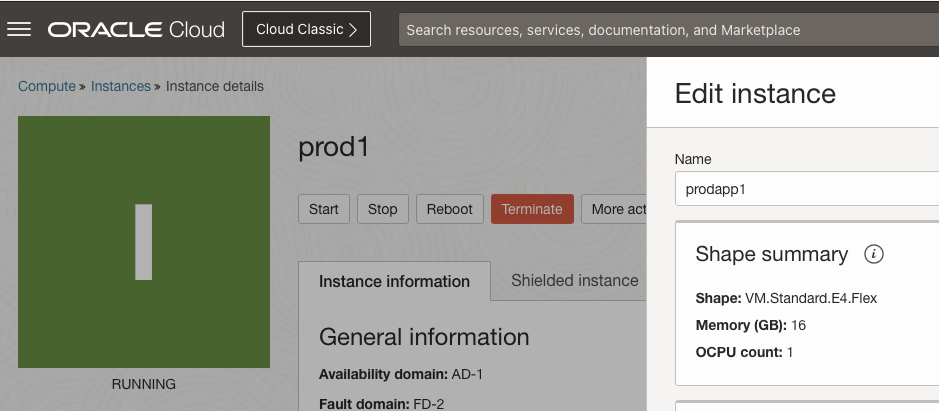 ORACLE Cloud
Cloud Classic >
Search resources, services, documentation, and Marketplace
Compute » Instances » Instance details
I
RUNNING
prod1
Start Stop Reboot Terminate More act
Instance information Shielded instance
General information
Availability domain: AD-1
Fault domain: FD-2
Edit instance
Name
prodapp1
Shape summary i
Shape: VM.Standard.E4.Flex
Memory (GB): 16
OCPU count: 1